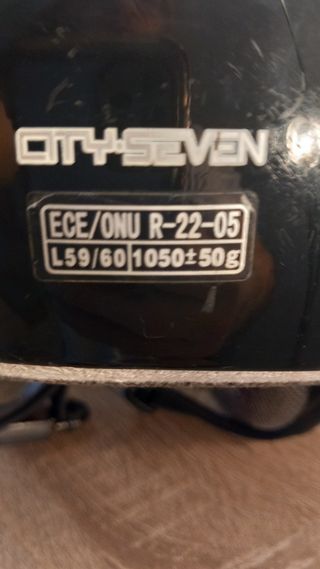 CITY·SEVEN
ECE/ONU R-22-05
L59/60 1050±50g